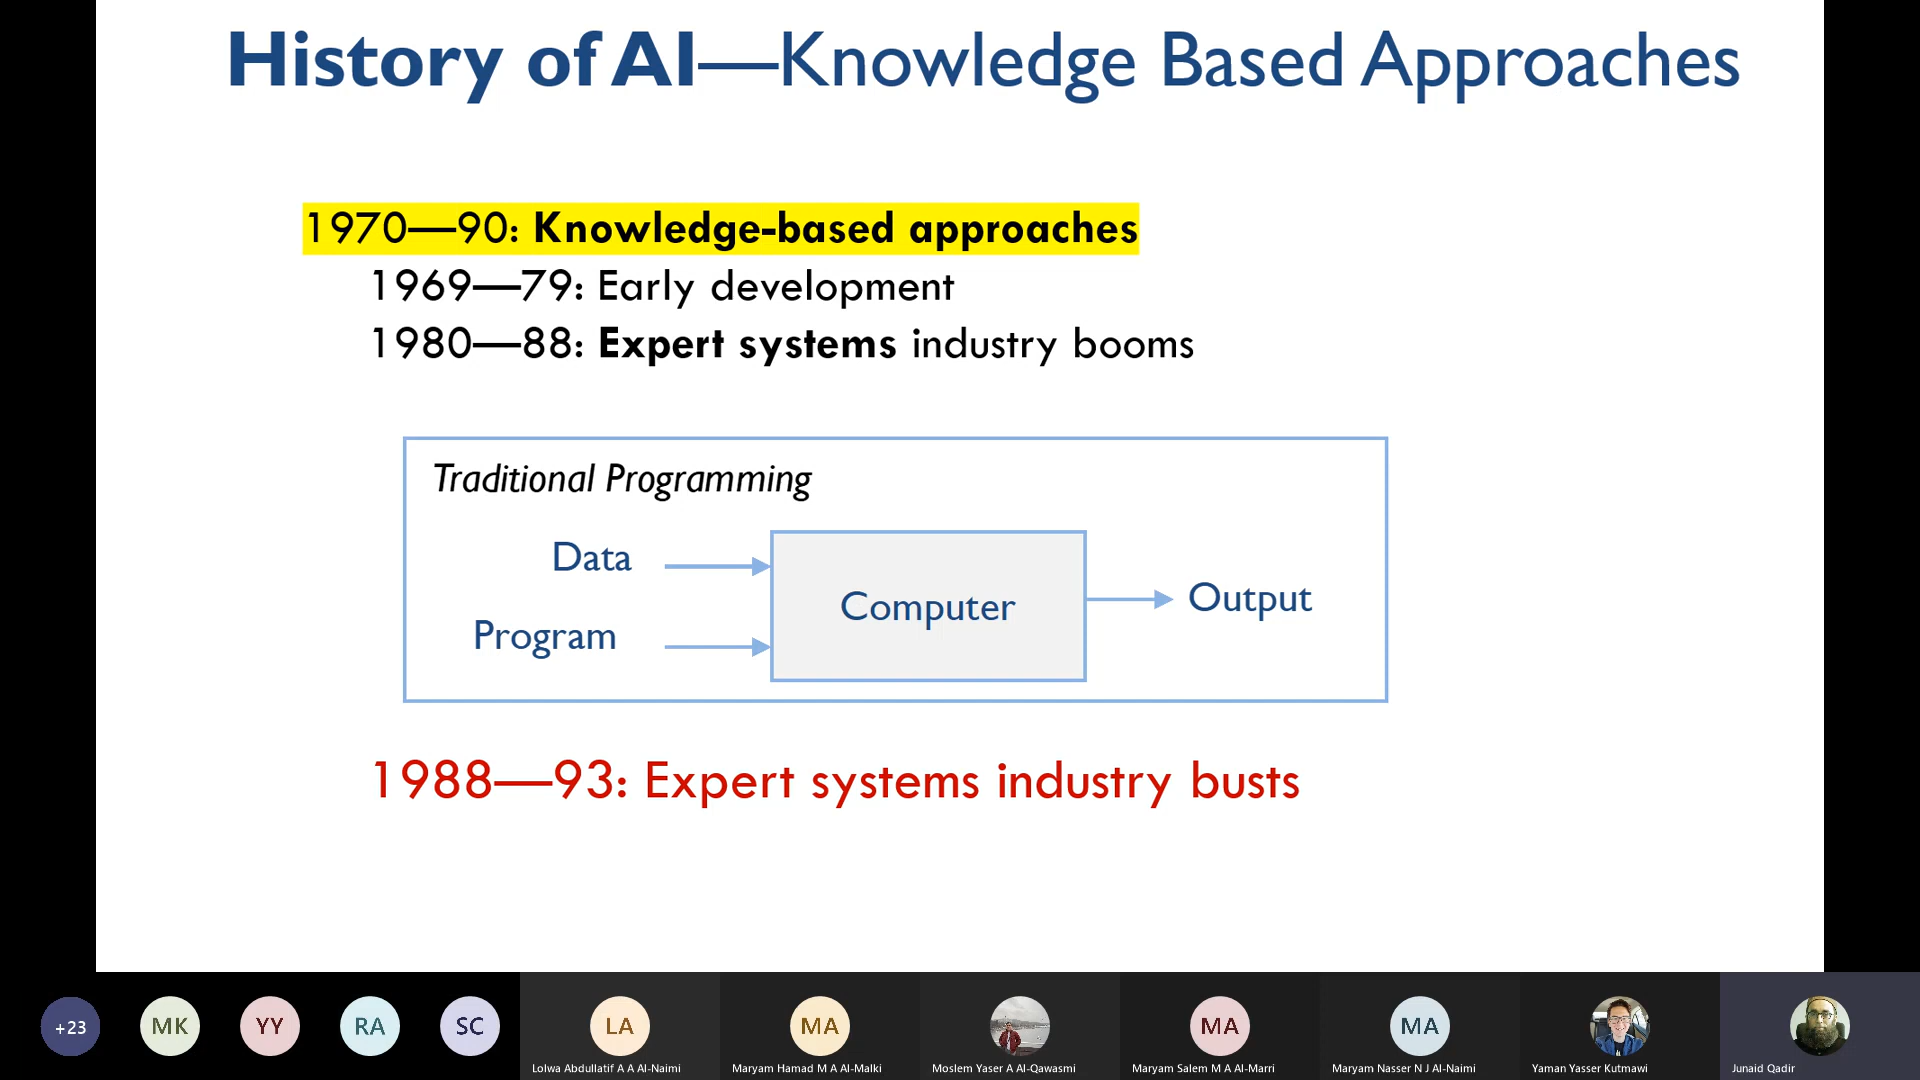 History of AI—Knowledge Based Approaches
1970—90: Knowledge-based approaches
1969—79: Early development
1980—88: Expert systems industry booms
Traditional Programming
Data
Program
Computer
Output
1988—93: Expert systems industry busts
+23
MK
YY
RA
SC
LA
MA
MA
MA
Lolwa Abdullatif A A Al-Naimi
Maryam Hamad M A Al-Malki
Moslem Yaser A Al-Qawasmi
Maryam Salem M A Al-Marri
Maryam Nasser N J Al-Naimi
Yaman Yasser Kutmawi
Junaid Qadir